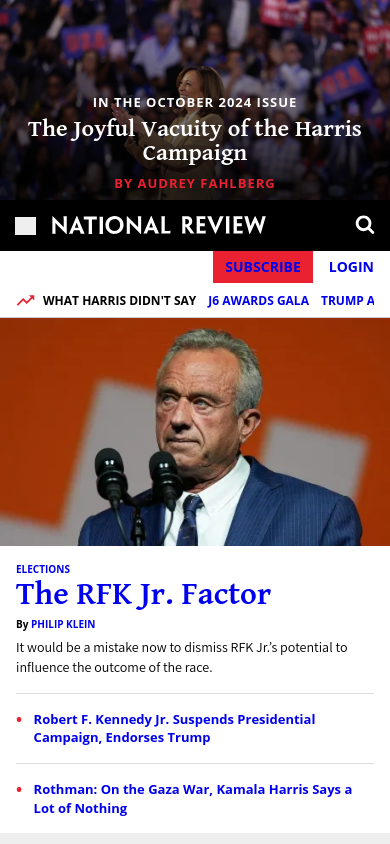 IN THE OCTOBER 2024 ISSUE
The Joyful Vacuity of the Harris
Campaign
BY AUDREY FAHLBERG
NATIONAL REVIEW
SUBSCRIBE LOGIN
WHAT HARRIS DIDN'T SAY J6 AWARDS GALA TRUMP A
ELECTIONS
The RFK Jr. Factor
By PHILIP KLEIN
It would be a mistake now to dismiss RFK Jr.’s potential to
influence the outcome of the race.
Robert F. Kennedy Jr. Suspends Presidential
Campaign, Endorses Trump
Rothman: On the Gaza War, Kamala Harris Says a
Lot of Nothing